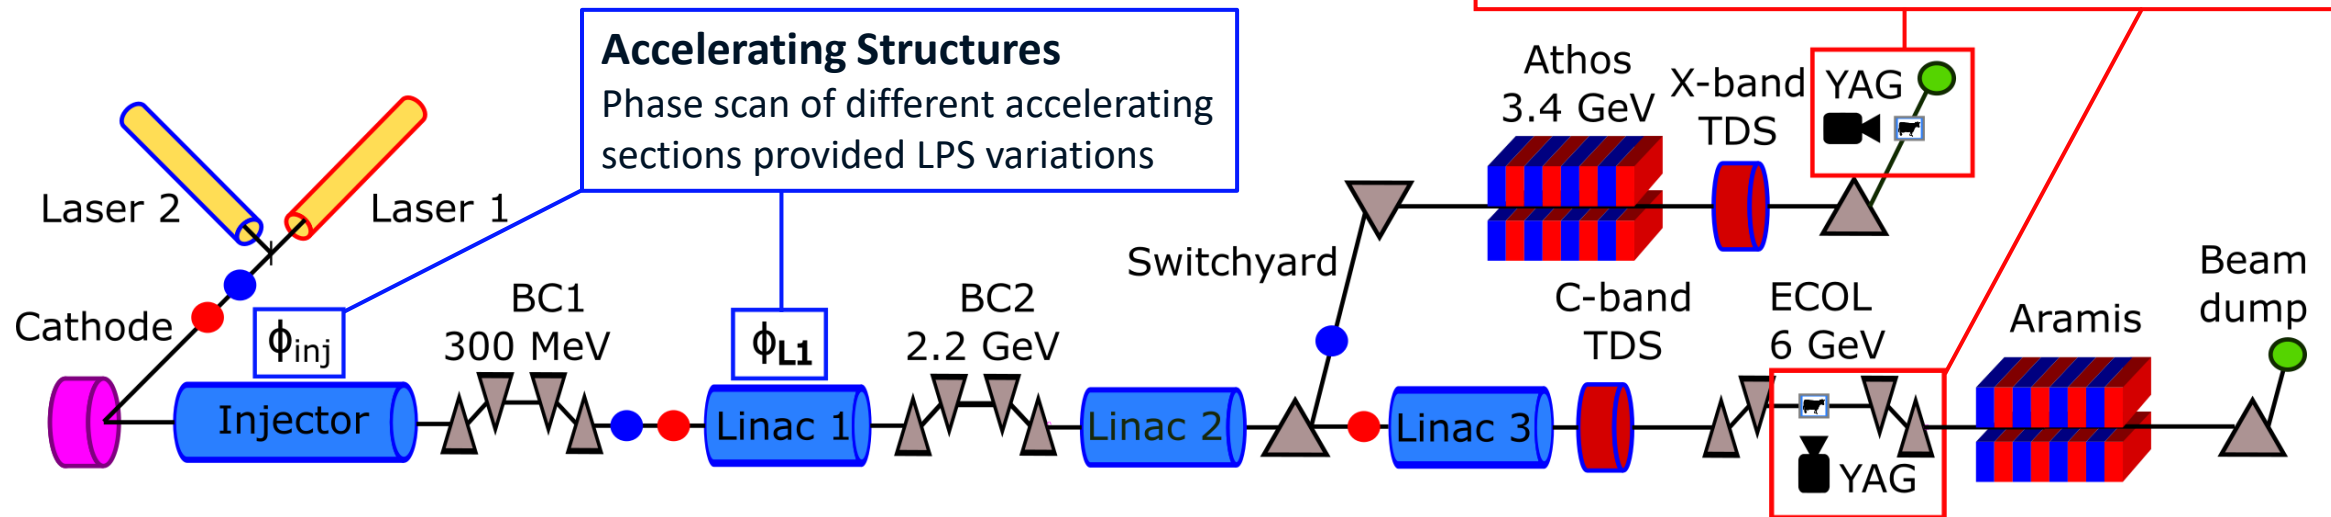 Accelerating Structures
Phase scan of different accelerating
sections provided LPS variations
Laser 2
Laser 1
Cathode
ϕinj
Injector
BC1
300 MeV
ϕL1
Linac 1
BC2
2.2 GeV
Linac 2
Switchyard
Athos
3.4 GeV
X-band
TDS
YAG
Linac 3
C-band
TDS
ECOL
6 GeV
YAG
Aramis
Beam
dump